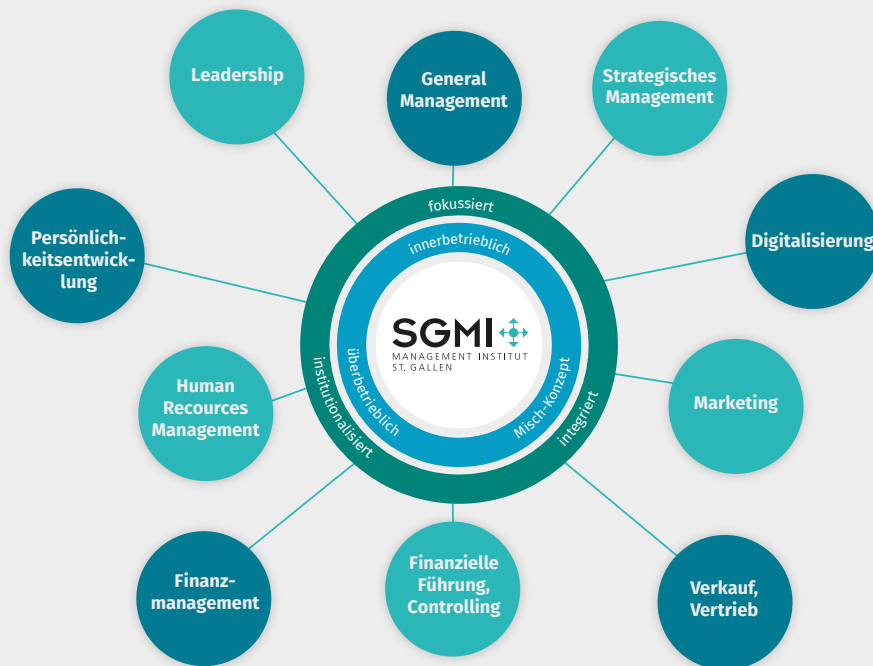 Leadership
General
Management
Strategisches
Management
Persönlich-
keitsentwick-
lung
Digitalisierung
fokussiert
innerbetrieblich
SGMI
MANAGEMENT INSTITUT
ST. GALLEN
überbetrieblich
Misch-Konzept
institutionalisiert
integriert
Human
Recources
Management
Marketing
Finanz-
management
Finanzielle
Führung,
Controlling
Verkauf,
Vertrieb